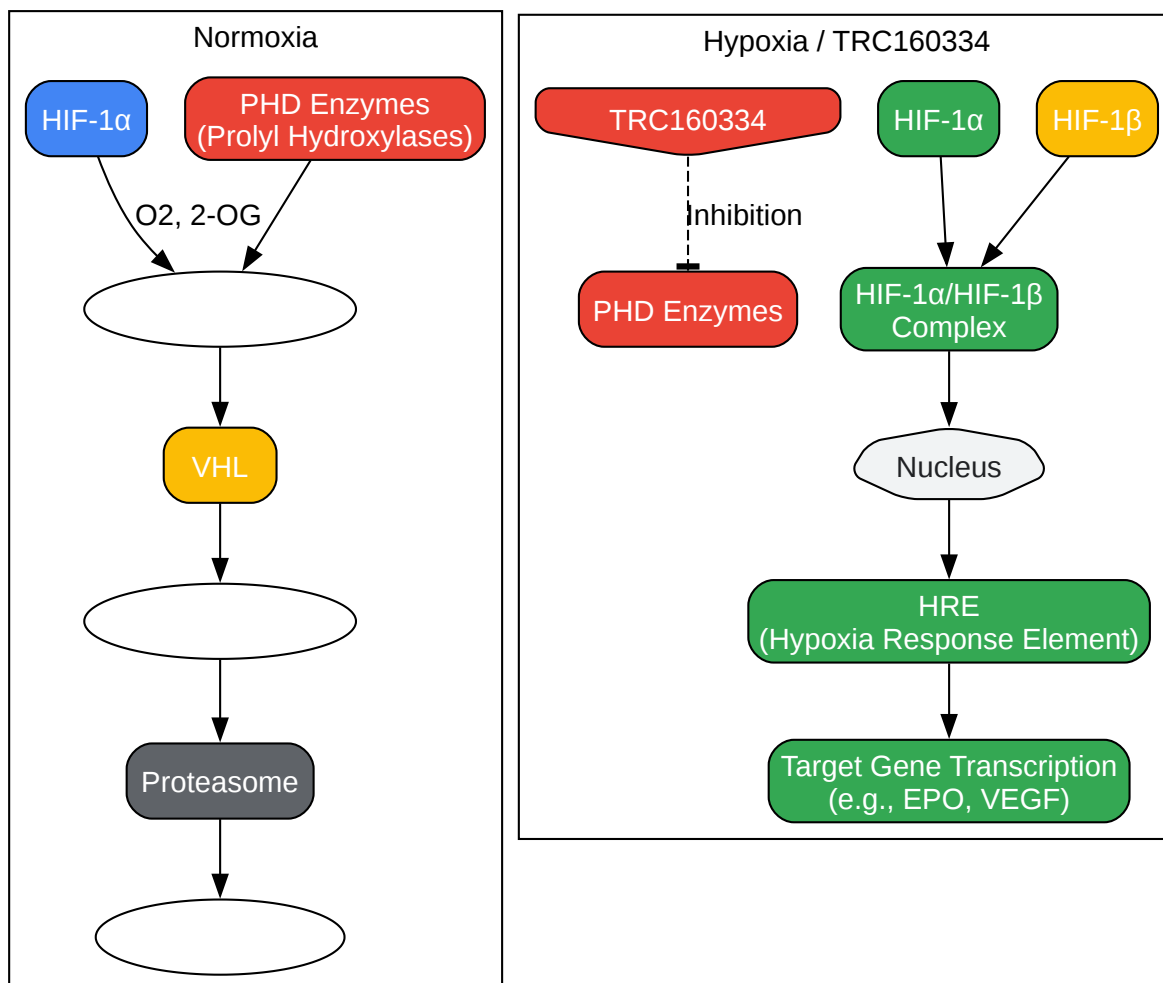 Normoxia
HIF-1α
PHD Enzymes
(Prolyl Hydroxylases)
O2, 2-OG
VHL
Proteasome
Hypoxia / TRC160334
TRC160334
HIF-1α
HIF-1β
Inhibition
PHD Enzymes
HIF-1α/HIF-1β
Complex
Nucleus
HRE
(Hypoxia Response Element)
Target Gene Transcription
(e.g., EPO, VEGF)